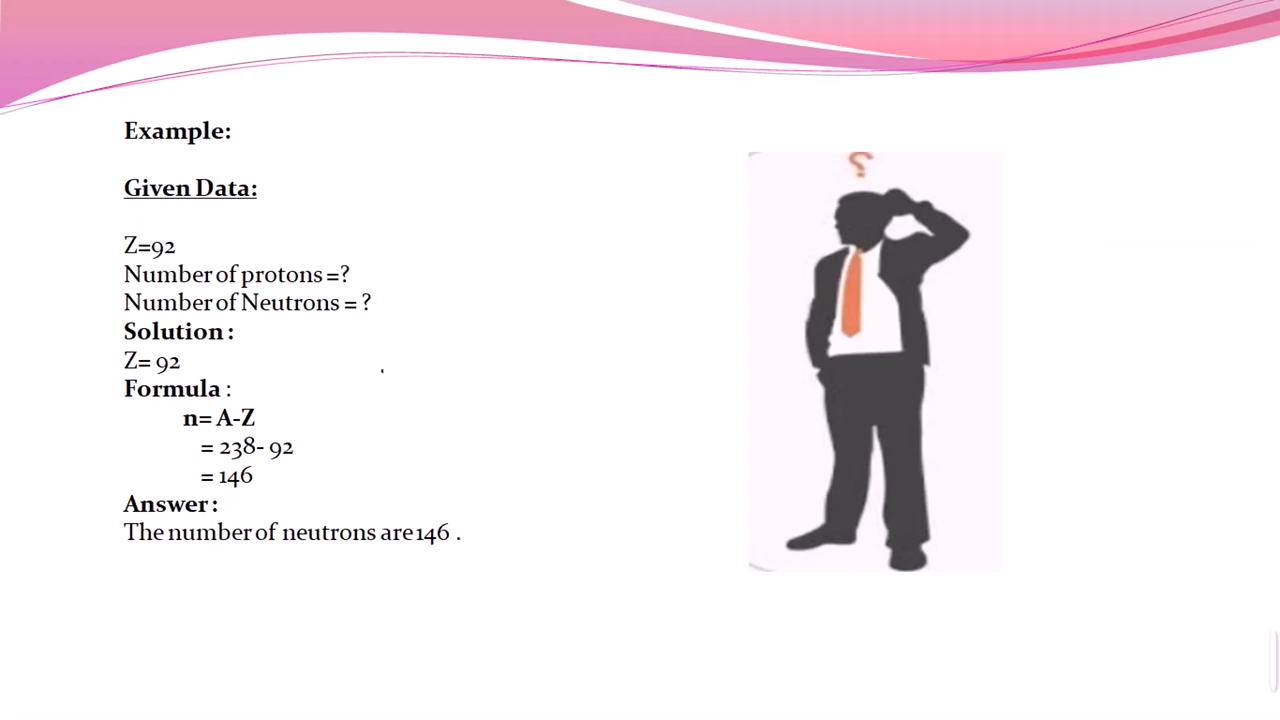 Example:
Given Data:
Z=92
Number of protons =?
Number of Neutrons = ?
Solution :
Z= 92
Formula :
n= A-Z
= 238- 92
= 146
Answer :
The number of neutrons are 146 .
?